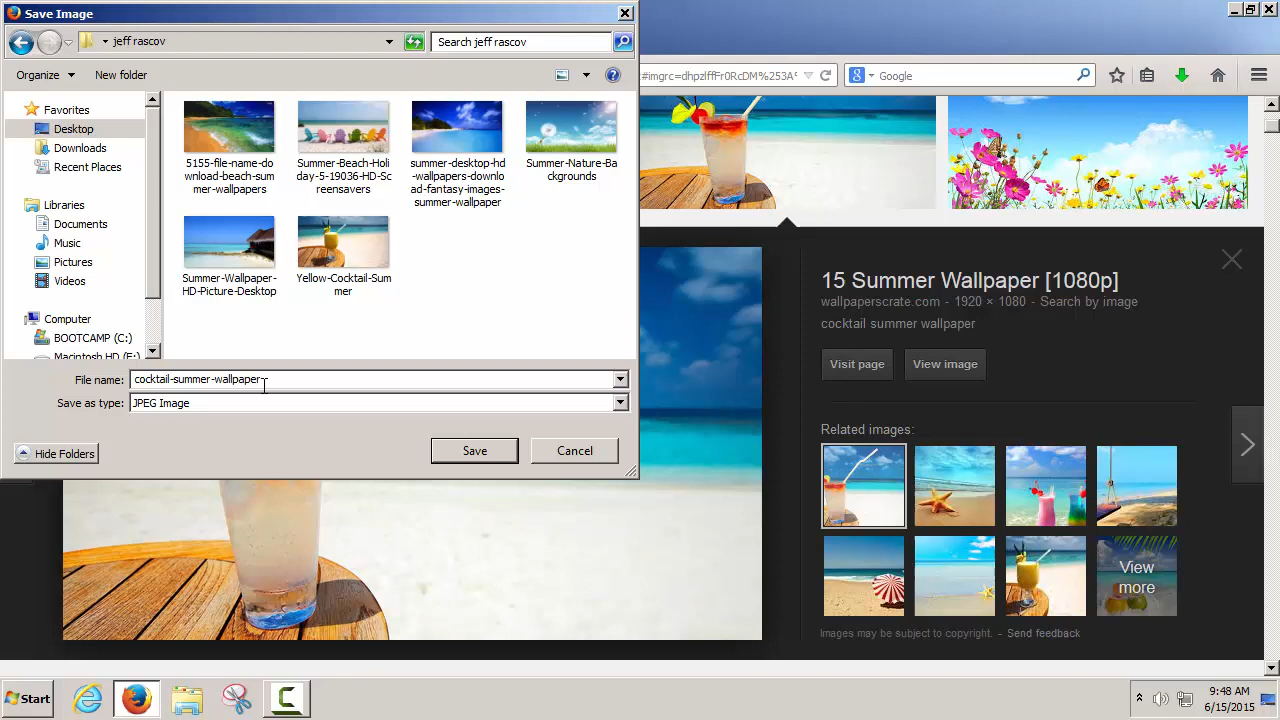 Save Image
jeff rascov
Search jeff rascov
#imgrc=dhpzlffFr0RcDM%253A%
Google
Organize
New folder
Favorites
Desktop
Downloads
Recent Places
Libraries
Documents
Music
Pictures
Videos
Computer
BOOTCAMP (C:)
Macintosh HD (E:)
5155-file-name-do
wnload-beach-sum
mer-wallpapers
Summer-Beach-Holi
day-5-19036-HD-Sc
reensavers
summer-desktop-hd
-wallpapers-downlo
ad-fantasy-images-
summer-wallpaper
Summer-Nature-Ba
ckgrounds
Summer-Wallpaper-
HD-Picture-Desktop
Yellow-Cocktail-Sum
mer
File name:
cocktail-summer-wallpaper
Save as type:
JPEG Image
Hide Folders
Save
Cancel
15 Summer Wallpaper [1080p]
wallpaperscrate.com - 1920 × 1080 - Search by image
cocktail summer wallpaper
Visit page
View image
Related images:
View
more
Images may be subject to copyright. - Send feedback
Start
9:48 AM
6/15/2015